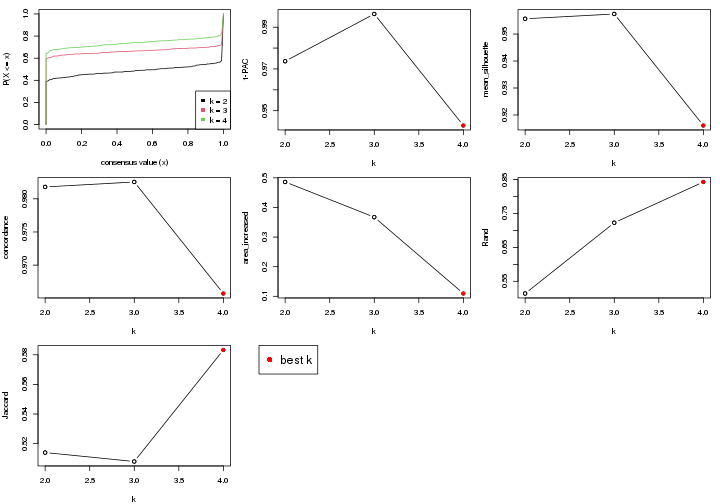 P(X <= x)
1.0
0.8
0.6
0.4
0.2
0.0
k = 2
k = 3
k = 4
0.0 0.2 0.4 0.6 0.8 1.0
consensus value (x)
1-PAC
0.99
0.97
0.95
2.0 2.5 3.0 3.5 4.0
k
mean_silhouette
0.95
0.94
0.93
0.92
2.0 2.5 3.0 3.5 4.0
k
concordance
0.980
0.975
0.970
2.0 2.5 3.0 3.5 4.0
k
area_increased
0.5
0.4
0.3
0.2
0.1
2.0 2.5 3.0 3.5 4.0
k
Rand
0.85
0.75
0.65
0.55
2.0 2.5 3.0 3.5 4.0
k
Jaccard
0.58
0.56
0.54
0.52
2.0 2.5 3.0 3.5 4.0
k
best k